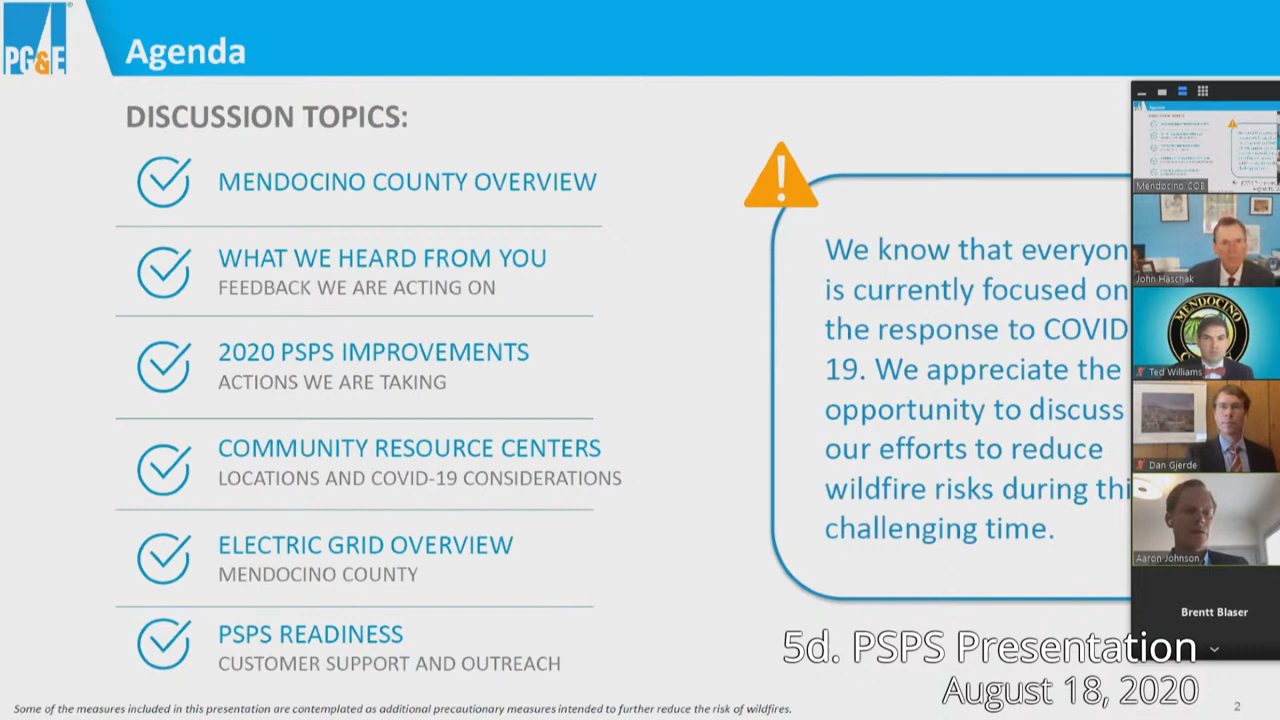 PG&E
Agenda
DISCUSSION TOPICS:
MENDOCINO COUNTY OVERVIEW
WHAT WE HEARD FROM YOU
FEEDBACK WE ARE ACTING ON
2020 PSPS IMPROVEMENTS
ACTIONS WE ARE TAKING
COMMUNITY RESOURCE CENTERS
LOCATIONS AND COVID-19 CONSIDERATIONS
ELECTRIC GRID OVERVIEW
MENDOCINO COUNTY
PSPS READINESS
CUSTOMER SUPPORT AND OUTREACH
We know that everyon
is currently focused on
the response to COVID
19. We appreciate the
opportunity to discuss
our efforts to reduce
wildfire risks during thi
challenging time.
Mendocino COB
John Haschak
MENDOCINO
Ted Williams
Dan Gjerde
Aaron Johnson
Brentt Blaser
5d. PSPS Presentation
August 18, 2020
Some of the measures included in this presentation are contemplated as additional precautionary measures intended to further reduce the risk of wildfires.
2